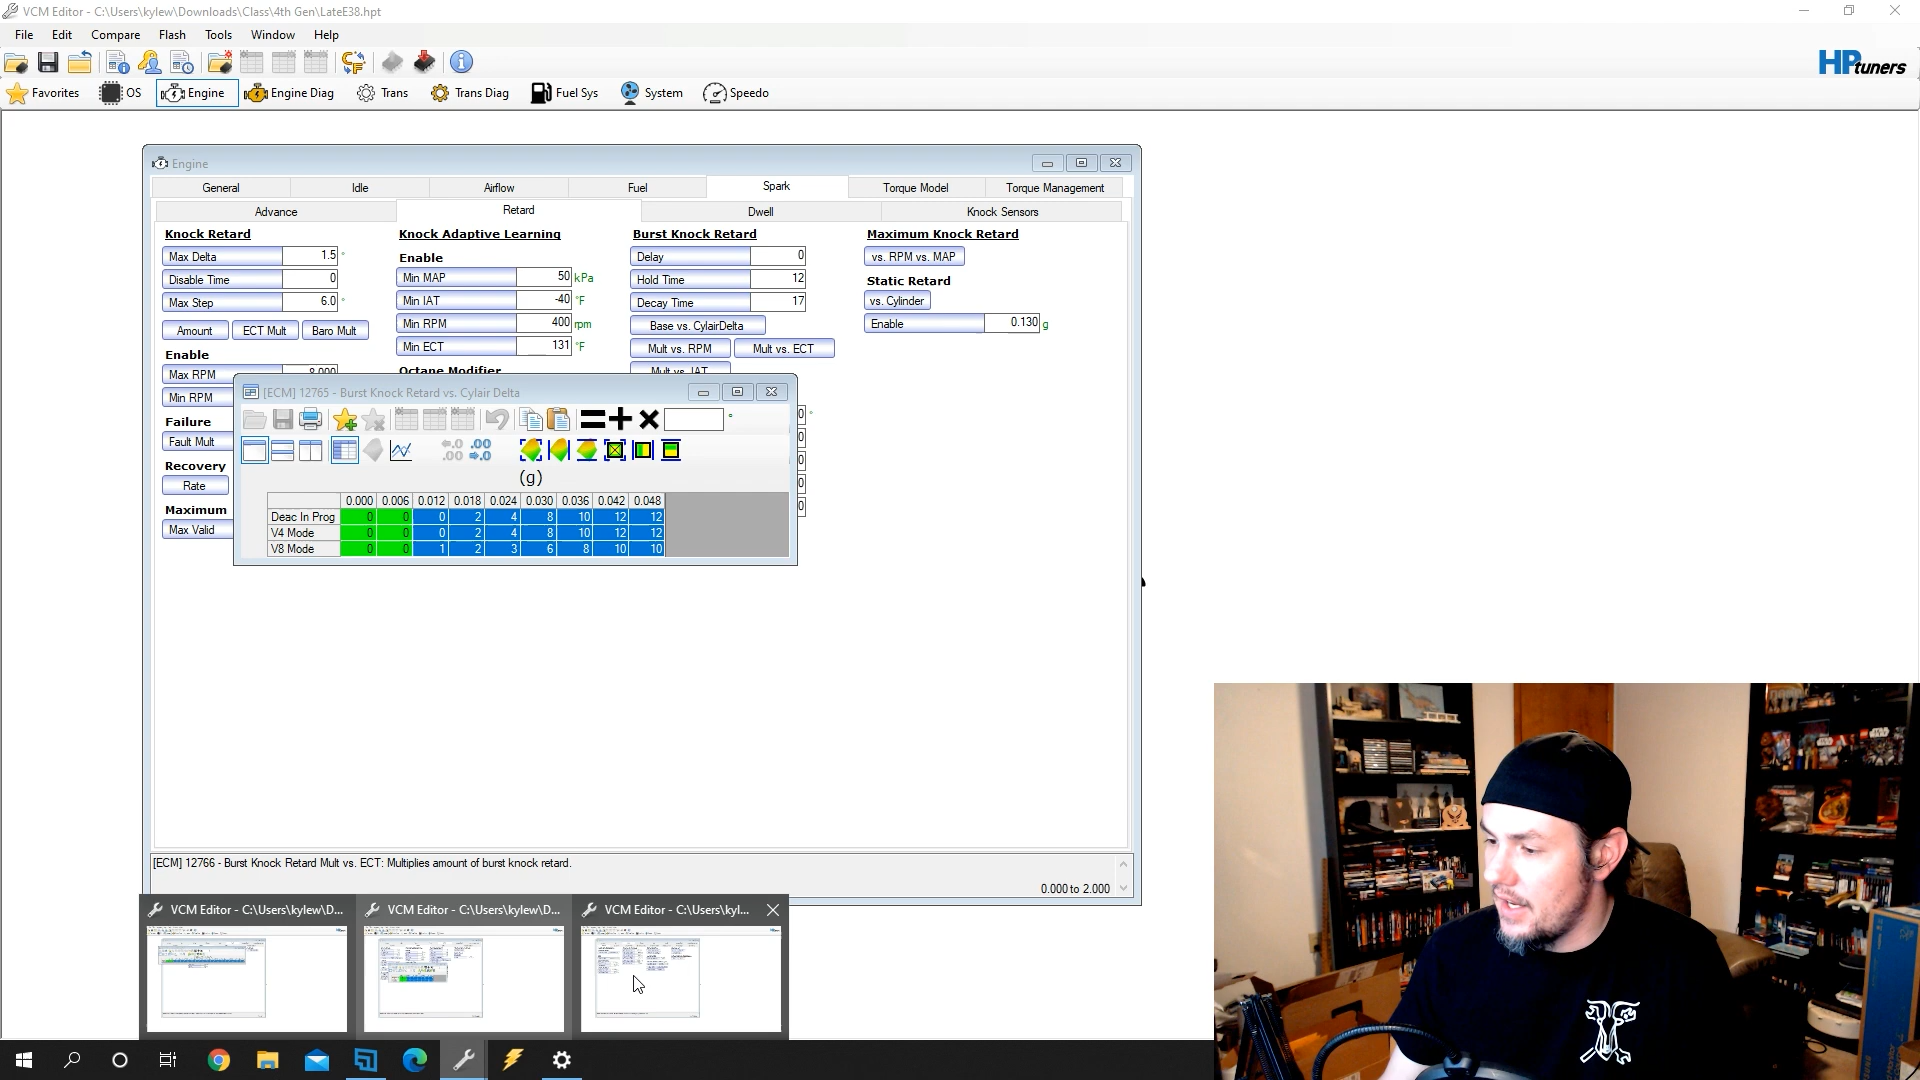 VCM Editor - C:\Users\kylew\Downloads\Class\4th Gen\LateE38.hpt
File Edit Compare Flash Tools Window Help
HPtuners
Favorites OS Engine Engine Diag Trans Trans Diag Fuel Sys System Speedo
Engine
General Idle Airflow Fuel Spark Torque Model Torque Management
Advance Retard Dwell Knock Sensors
Knock Retard Knock Adaptive Learning Burst Knock Retard Maximum Knock Retard
Max Delta 1.5 ° Enable Delay 0 vs. RPM vs. MAP
Disable Time 0 Min MAP 50 kPa Hold Time 12 Static Retard
Max Step 6.0 ° Min IAT -40 °F Decay Time 17 vs. Cylinder
Amount ECT Mult Baro Mult Min RPM 400 rpm Base vs. CylairDelta Enable 0.130 g
Enable Min ECT 131 °F Mult vs. RPM Mult vs. ECT
Max RPM 8,000 Octane Modifier Mult vs. IAT
Min RPM
Failure
Fault Mult
Recovery
Rate
Maximum
Max Valid
[ECM] 12765 - Burst Knock Retard vs. Cylair Delta
(g)
0.000 0.006 0.012 0.018 0.024 0.030 0.036 0.042 0.048
Deac In Prog 0 0 0 2 4 8 10 12 12
V4 Mode 0 0 0 2 4 8 10 12 12
V8 Mode 0 0 1 2 3 6 8 10 10
[ECM] 12766 - Burst Knock Retard Mult vs. ECT: Multiplies amount of burst knock retard.
0.000 to 2.000
VCM Editor - C:\Users\kylew\D... VCM Editor - C:\Users\kylew\D... VCM Editor - C:\Users\kyl...